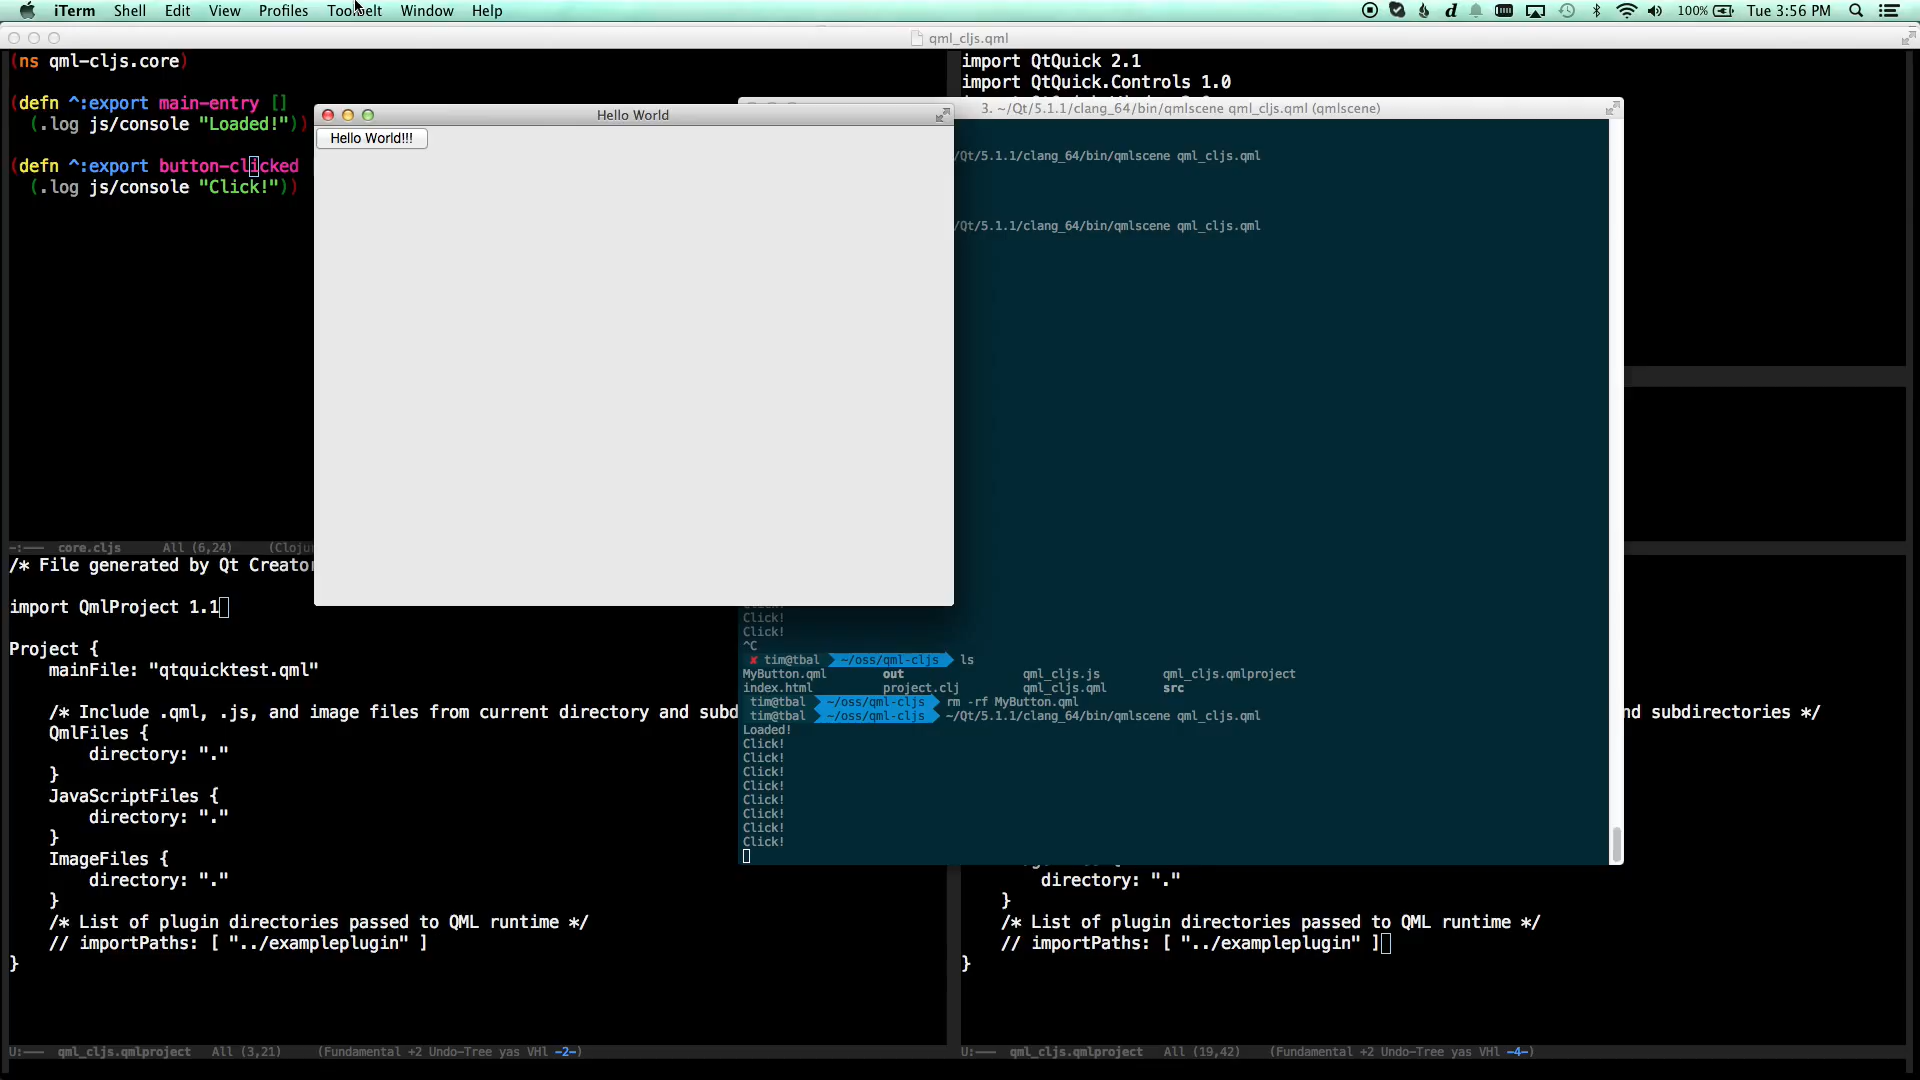 iTerm Shell Edit View Profiles Toolbelt Window Help
100% Tue 3:56 PM
qml_cljs.qml
(ns qml-cljs.core)
(defn ^:export main-entry []
(.log js/console "Loaded!"))
(defn ^:export button-clicked
(.log js/console "Click!"))
-:--- core.cljs All (6,24) (Cloju
import QtQuick 2.1
import QtQuick.Controls 1.0
Hello World
Hello World!!!
3. ~/Qt/5.1.1/clang_64/bin/qmlscene qml_cljs.qml (qmlscene)
/Qt/5.1.1/clang_64/bin/qmlscene qml_cljs.qml
/Qt/5.1.1/clang_64/bin/qmlscene qml_cljs.qml
Click!
Click!
^C
✘ tim@tbal ~/oss/qml-cljs ls
MyButton.qml out qml_cljs.js qml_cljs.qmlproject
index.html project.clj qml_cljs.qml src
tim@tbal ~/oss/qml-cljs rm -rf MyButton.qml
tim@tbal ~/oss/qml-cljs ~/Qt/5.1.1/clang_64/bin/qmlscene qml_cljs.qml
Loaded!
Click!
Click!
Click!
Click!
Click!
Click!
Click!
Click!
/* File generated by Qt Creato
import QmlProject 1.1
Project {
mainFile: "qtquicktest.qml"
/* Include .qml, .js, and image files from current directory and subd
QmlFiles {
directory: "."
}
JavaScriptFiles {
directory: "."
}
ImageFiles {
directory: "."
}
/* List of plugin directories passed to QML runtime */
// importPaths: [ "../exampleplugin" ]
}
U:--- qml_cljs.qmlproject All (3,21) (Fundamental +2 Undo-Tree yas VHl -2-)
nd subdirectories */
directory: "."
}
/* List of plugin directories passed to QML runtime */
// importPaths: [ "../exampleplugin" ]
}
U:--- qml_cljs.qmlproject All (19,42) (Fundamental +2 Undo-Tree yas VHl -4-)